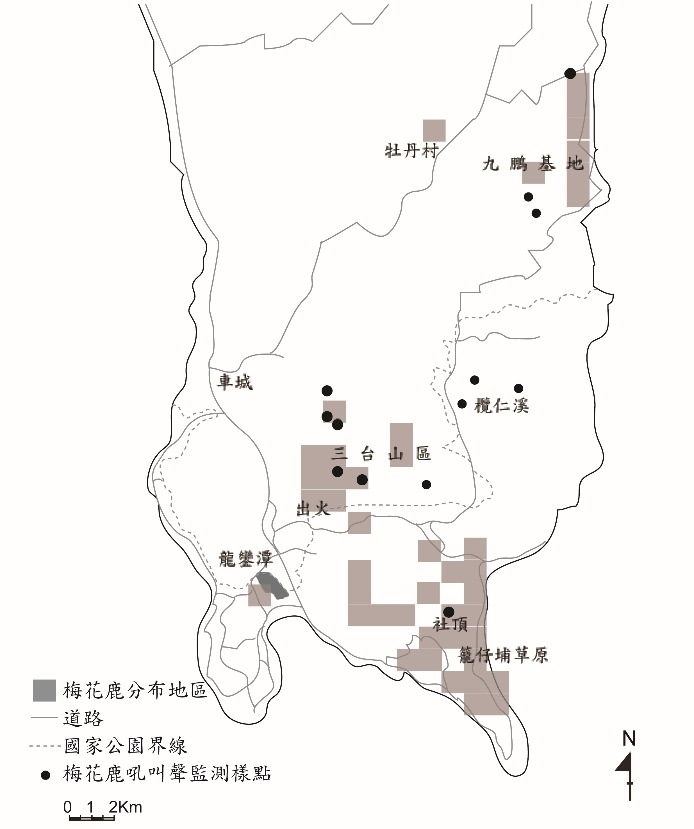 牡丹村
九鵬基地
車城
欖仁溪
三台山區
出火
龍鑾潭
社頂
籠仔埔草原
梅花鹿分布地區
道路
國家公園界線
梅花鹿吼叫聲監測樣點
0 1 2Km
N